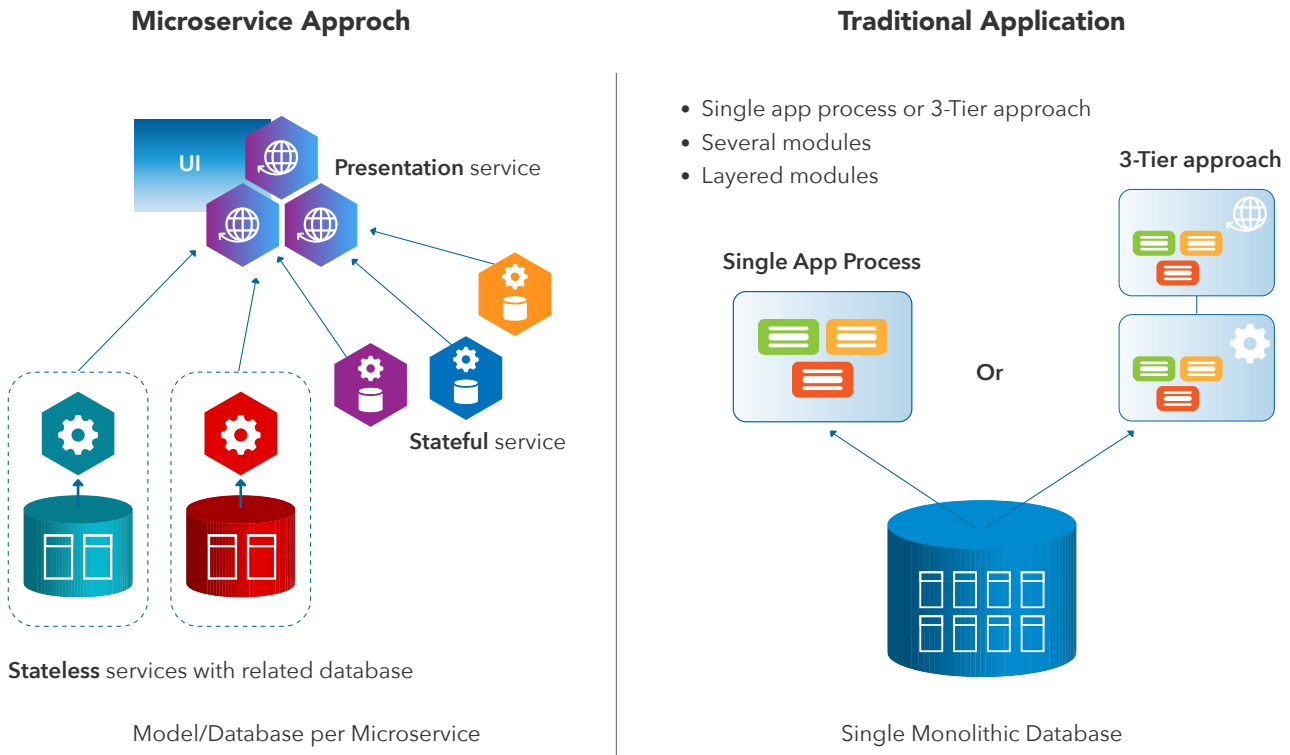 Microservice Approch
UI
Presentation service
Stateful service
Stateless services with related database
Model/Database per Microservice
Traditional Application
• Single app process or 3-Tier approach
• Several modules
• Layered modules
3-Tier approach
Single App Process
Or
Single Monolithic Database